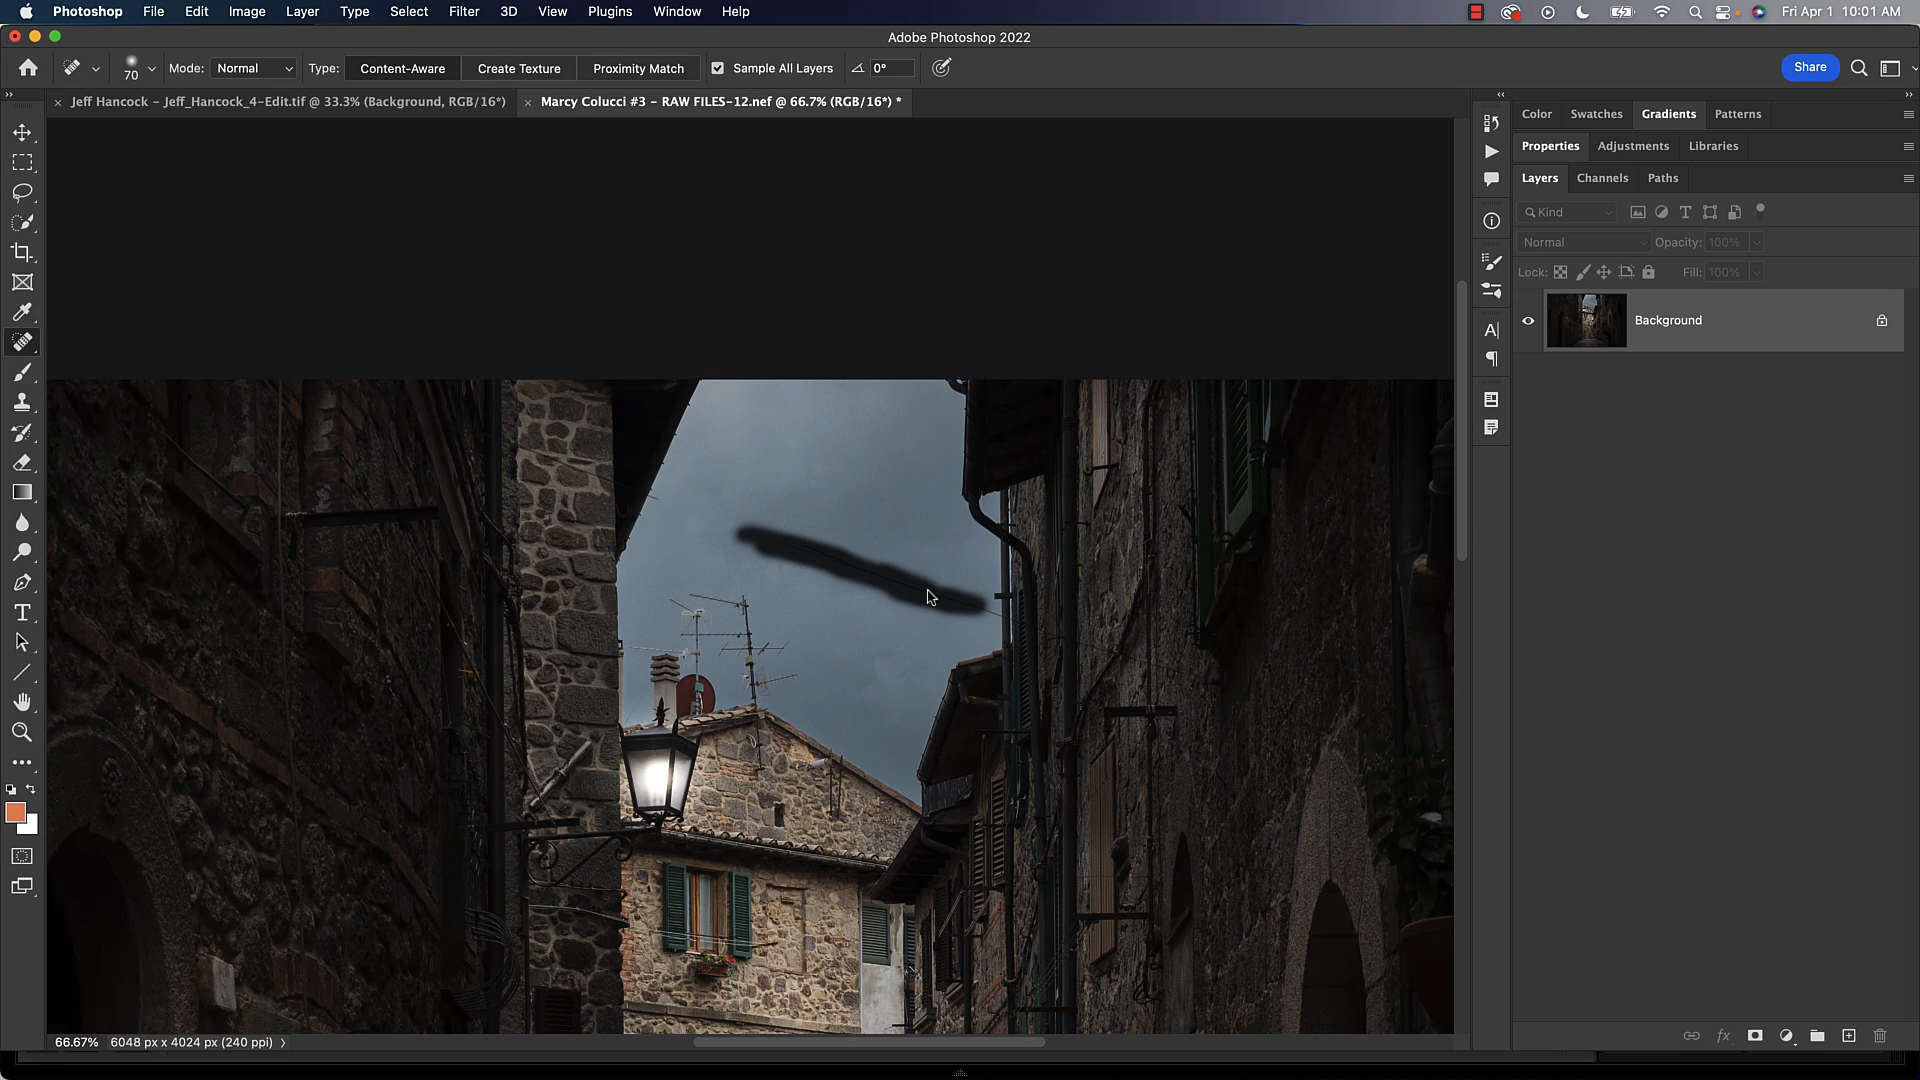 Photoshop File Edit Image Layer Type Select Filter 3D View Plugins Window Help Fri Apr 1 10:01 AM
Adobe Photoshop 2022
70 Mode: Normal Type: Content-Aware Create Texture Proximity Match Sample All Layers 0° Share
× Jeff Hancock – Jeff_Hancock_4-Edit.tif @ 33.3% (Background, RGB/16*) × Marcy Colucci #3 – RAW FILES-12.nef @ 66.7% (RGB/16*) *
Color Swatches Gradients Patterns
Properties Adjustments Libraries
Layers Channels Paths
Kind
Normal Opacity: 100%
Lock: Fill: 100%
Background
66.67% 6048 px x 4024 px (240 ppi)